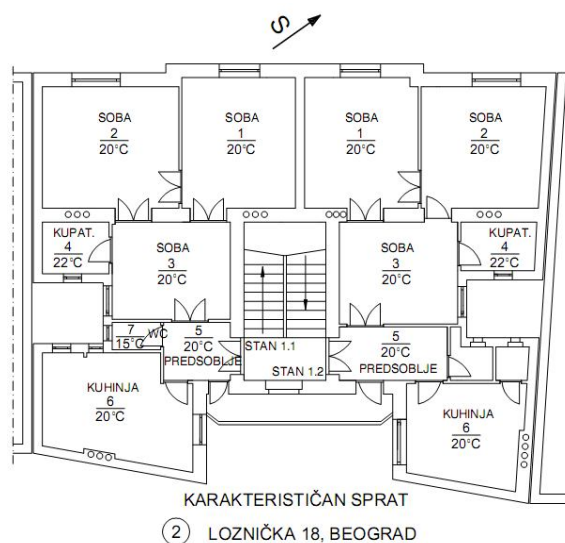 S
SOBA
2
20°C
SOBA
1
20°C
SOBA
1
20°C
SOBA
2
20°C
KUPAT.
4
22°C
SOBA
3
20°C
SOBA
3
20°C
KUPAT.
4
22°C
7
15°C
WC
5
20°C
PREDSOBLJE
STAN 1.1
STAN 1.2
5
20°C
PREDSOBLJE
KUHINJA
6
20°C
KUHINJA
6
20°C
KARAKTERISTIČAN SPRAT
2 LOZNIČKA 18, BEOGRAD